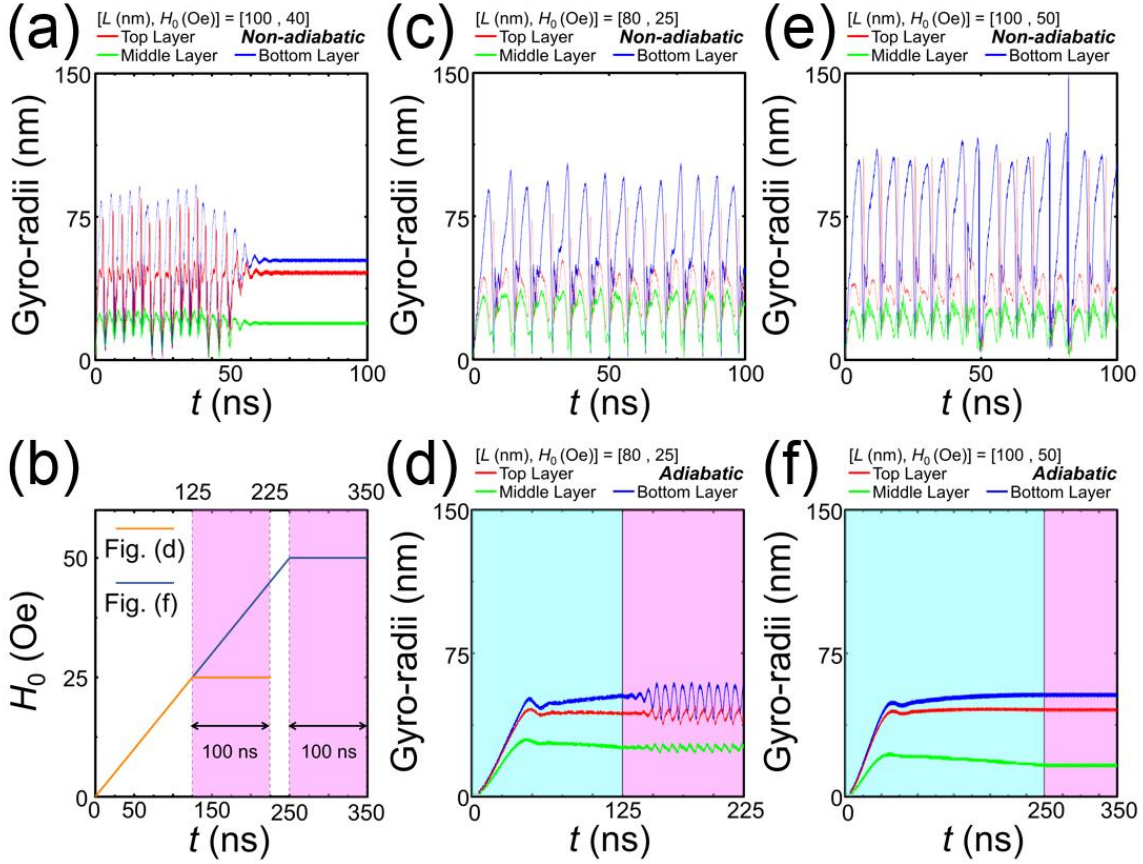 (a)
[L (nm), H0 (Oe)] = [100 , 40]
Non-adiabatic
Top Layer
Middle Layer
Bottom Layer
Gyro-radii (nm)
150
75
0
0
50
100
t (ns)
(c)
[L (nm), H0 (Oe)] = [80 , 25]
Non-adiabatic
Top Layer
Middle Layer
Bottom Layer
Gyro-radii (nm)
150
75
0
0
50
100
t (ns)
(e)
[L (nm), H0 (Oe)] = [100 , 50]
Non-adiabatic
Top Layer
Middle Layer
Bottom Layer
Gyro-radii (nm)
150
75
0
0
50
100
t (ns)
(b)
125 225 350
Fig. (d)
Fig. (f)
100 ns
100 ns
H0 (Oe)
50
25
0
0 50 100 150 200 250 300 350
t (ns)
(d)
[L (nm), H0 (Oe)] = [80 , 25]
Adiabatic
Top Layer
Middle Layer
Bottom Layer
Gyro-radii (nm)
150
75
0
0
125
225
t (ns)
(f)
[L (nm), H0 (Oe)] = [100 , 50]
Adiabatic
Top Layer
Middle Layer
Bottom Layer
Gyro-radii (nm)
150
75
0
0
250
350
t (ns)